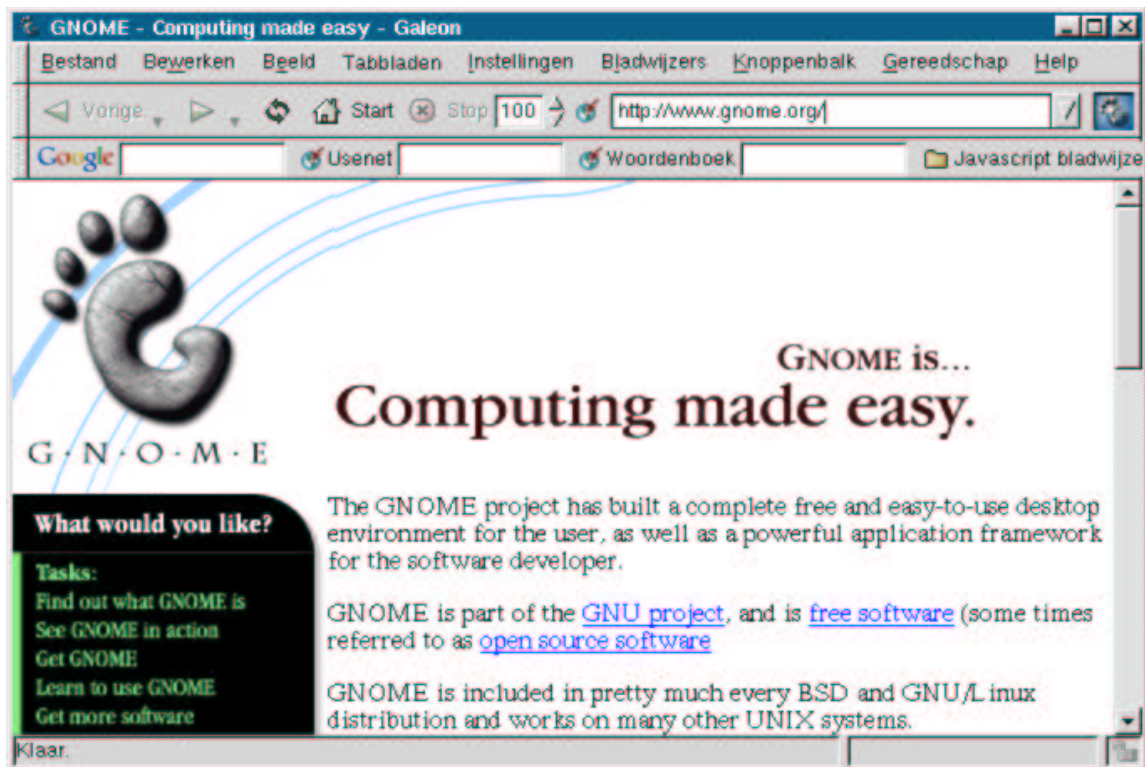 GNOME - Computing made easy - Galeon
Bestand Bewerken Beeld Tabbladen Instellingen Bladwijzers Knoppenbalk Gereedschap Help
Vorige Start Stop 100 http://www.gnome.org/
Google Usenet Woordenboek Javascript bladwijze
GNOME is...
Computing made easy.
G·N·O·M·E
What would you like?
Tasks:
Find out what GNOME is
See GNOME in action
Get GNOME
Learn to use GNOME
Get more software
The GNOME project has built a complete free and easy-to-use desktop
environment for the user, as well as a powerful application framework
for the software developer.
GNOME is part of the GNU project, and is free software (some times
referred to as open source software
GNOME is included in pretty much every BSD and GNU/Linux
distribution and works on many other UNIX systems.
Klaar.